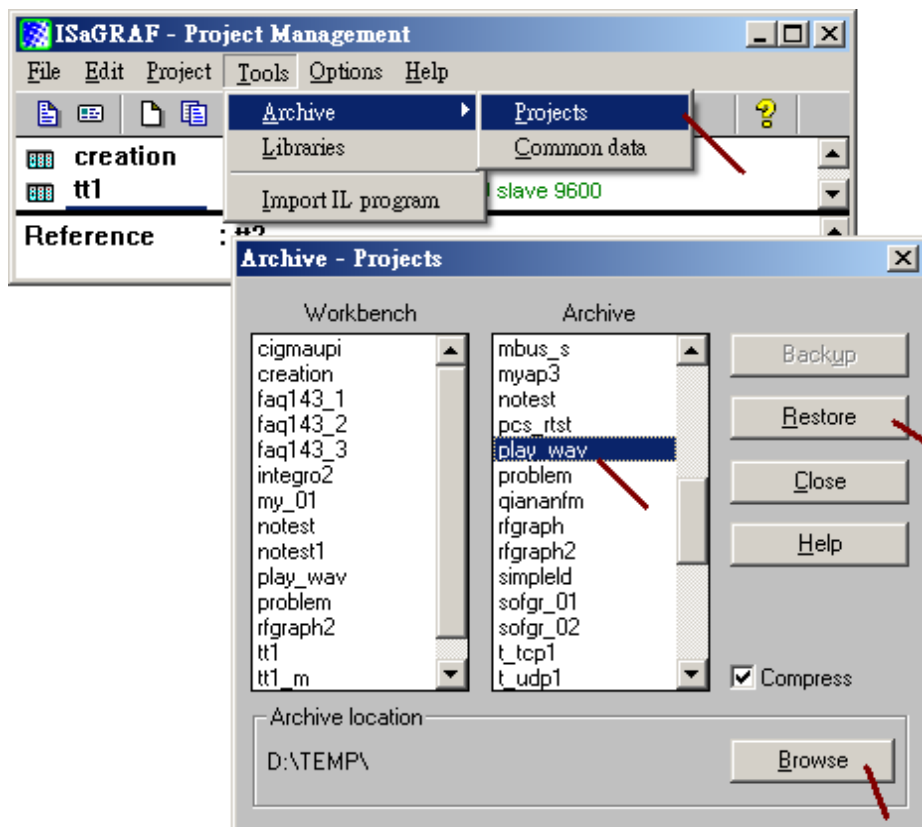 ISaGRAF - Project Management
File Edit Project Tools Options Help
Archive
Projects
Libraries
Common data
Import IL program
creation
tt1
slave 9600
Reference :
Archive - Projects
Workbench
cigmaupi
creation
faq143_1
faq143_2
faq143_3
integro2
my_01
notest
notest1
play_wav
problem
rfgraph2
tt1
tt1_m
Archive
mbus_s
myap3
notest
pcs_rtst
play_wav
problem
qiananfm
rfgraph
rfgraph2
simpleld
sofgr_01
sofgr_02
t_tcp1
t_udp1
Backup
Restore
Close
Help
Compress
Archive location
D:\TEMP\
Browse